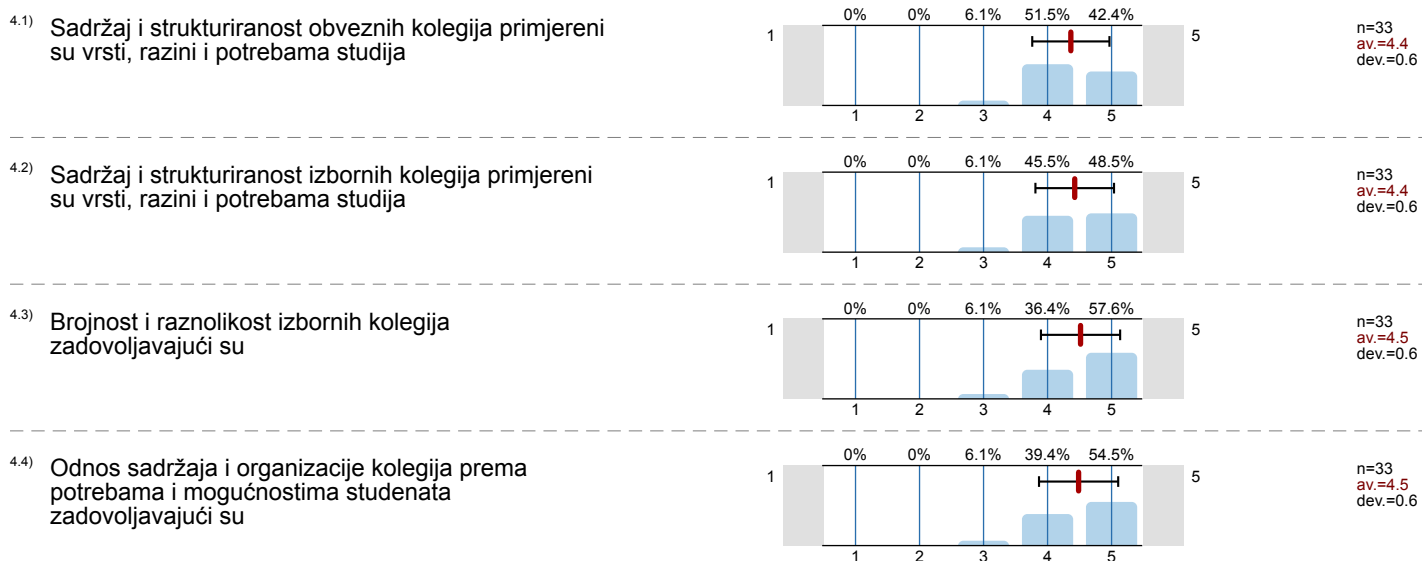 4.1) Sadržaj i strukturiranost obveznih kolegija primjereni
su vrsti, razini i potrebama studija
0% 0% 6.1% 51.5% 42.4%
1 5
1 2 3 4 5
n=33
av.=4.4
dev.=0.6
4.2) Sadržaj i strukturiranost izbornih kolegija primjereni
su vrsti, razini i potrebama studija
0% 0% 6.1% 45.5% 48.5%
1 5
1 2 3 4 5
n=33
av.=4.4
dev.=0.6
4.3) Brojnost i raznolikost izbornih kolegija
zadovoljavajući su
0% 0% 6.1% 36.4% 57.6%
1 5
1 2 3 4 5
n=33
av.=4.5
dev.=0.6
4.4) Odnos sadržaja i organizacije kolegija prema
potrebama i mogućnostima studenata
zadovoljavajući su
0% 0% 6.1% 39.4% 54.5%
1 5
1 2 3 4 5
n=33
av.=4.5
dev.=0.6